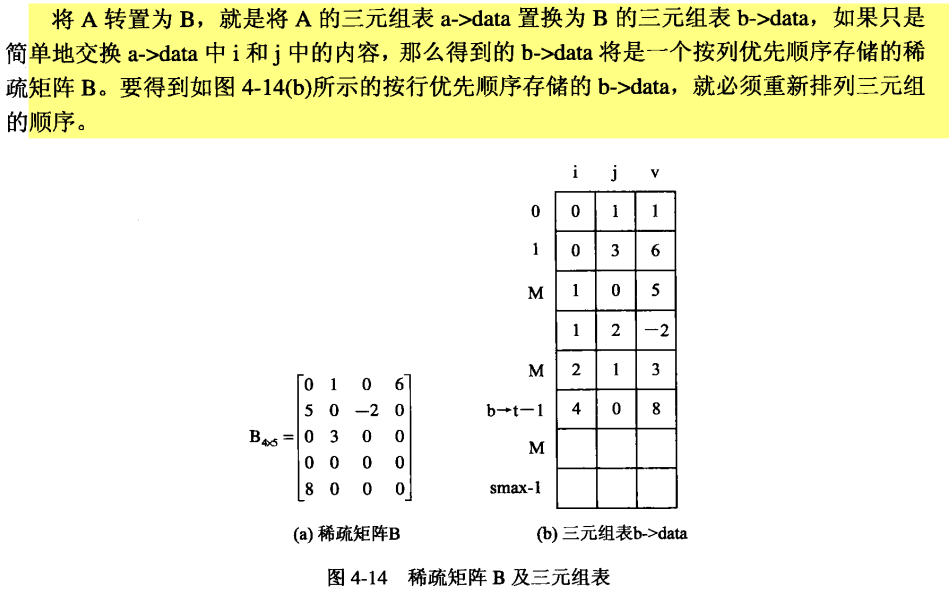 将 A 转置为 B，就是将 A 的三元组表 a->data 置换为 B 的三元组表 b->data，如果只是
简单地交换 a->data 中 i 和 j 中的内容，那么得到的 b->data 将是一个按列优先顺序存储的稀
疏矩阵 B。要得到如图 4-14(b)所示的按行优先顺序存储的 b->data，就必须重新排列三元组
的顺序。
i j v
0 0 1 1
1 0 3 6
M 1 0 5
1 2 −2
M 2 1 3
b→t−1 4 0 8
M
smax-1
0 1 0 6
5 0 −2 0
B4×5 = 0 3 0 0
0 0 0 0
8 0 0 0
(a) 稀疏矩阵B
(b) 三元组表b->data
图 4-14 稀疏矩阵 B 及三元组表